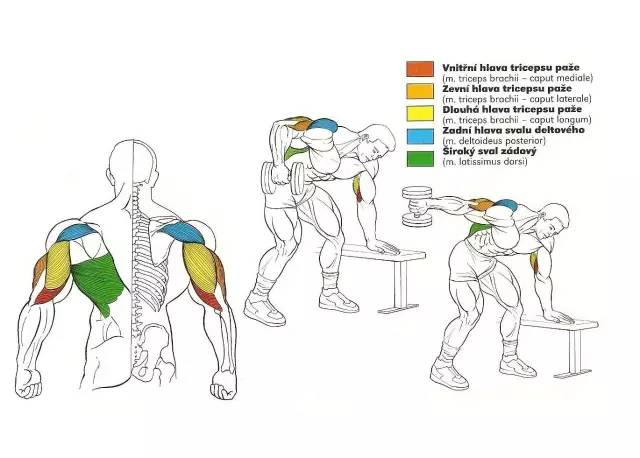 Vnitřní hlava tricepsu paže
(m. triceps brachii – caput mediale)
Zevní hlava tricepsu paže
(m. triceps brachii – caput laterale)
Dlouhá hlava tricepsu paže
(m. triceps brachii – caput longum)
Zadní hlava svalu deltového
(m. deltoideus posterior)
Široký sval zádový
(m. latissimus dorsi)